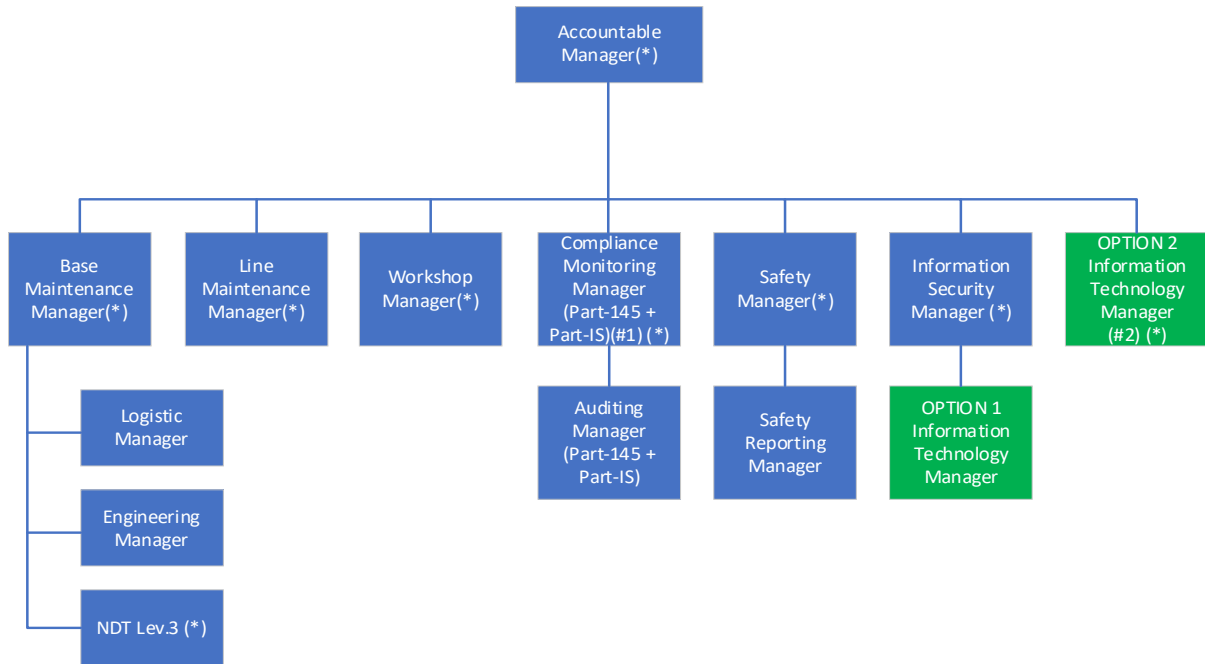 Accountable
Manager(*)
Base
Maintenance
Manager(*)
Line
Maintenance
Manager(*)
Workshop
Manager(*)
Compliance
Monitoring
Manager
(Part-145 +
Part-IS)(#1) (*)
Safety
Manager(*)
Information
Security
Manager (*)
OPTION 2
Information
Technology
Manager
(#2) (*)
Logistic
Manager
Engineering
Manager
NDT Lev.3 (*)
Auditing
Manager
(Part-145 +
Part-IS)
Safety
Reporting
Manager
OPTION 1
Information
Technology
Manager